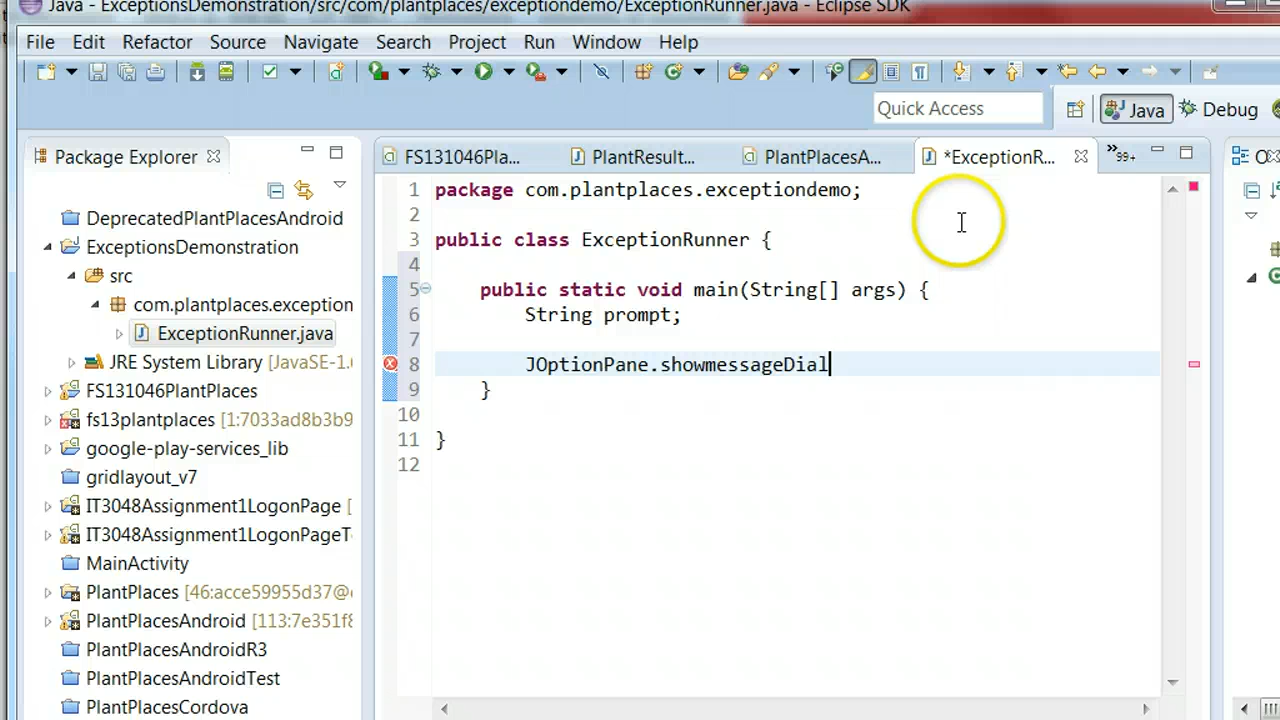 Java - ExceptionsDemonstration/src/com/plantplaces/exceptiondemo/ExceptionRunner.java - Eclipse SDK
File Edit Refactor Source Navigate Search Project Run Window Help
Quick Access
Java
Debug
Package Explorer
FS131046Pla...
PlantResult...
PlantPlacesA...
*ExceptionR...
99+
DeprecatedPlantPlacesAndroid
ExceptionsDemonstration
src
com.plantplaces.exception
ExceptionRunner.java
JRE System Library [JavaSE-1.6
FS131046PlantPlaces
fs13plantplaces [1:7033ad8b3b9
google-play-services_lib
gridlayout_v7
IT3048Assignment1LogonPage [
IT3048Assignment1LogonPageT
MainActivity
PlantPlaces [46:acce59955d37@
PlantPlacesAndroid [113:7e351f8
PlantPlacesAndroidR3
PlantPlacesAndroidTest
PlantPlacesCordova
1 package com.plantplaces.exceptiondemo;
2
3 public class ExceptionRunner {
4
5 public static void main(String[] args) {
6 String prompt;
7
8 JOptionPane.showmessageDial
9 }
10
11 }
12